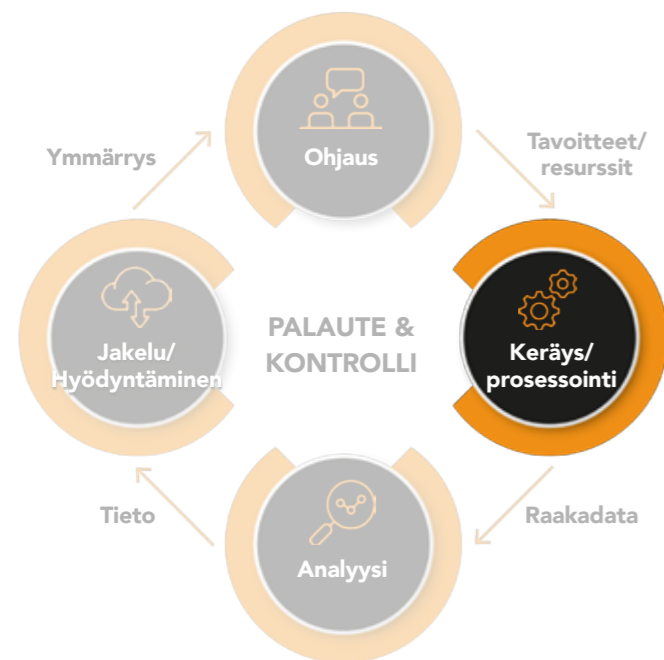 Ohjaus
Ymmärrys
Tavoitteet/
resurssit
PALAUTE &
KONTROLLI
Jakelu/
Hyödyntäminen
Keräys/
prosessointi
Tieto
Raakadata
Analyysi